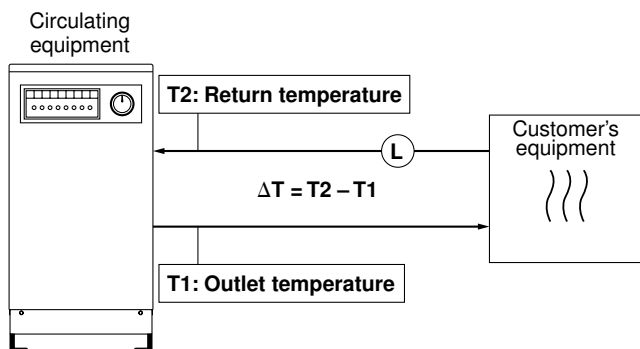 Circulating
equipment
T2: Return temperature
L
Customer's
equipment
ΔT = T2 – T1
T1: Outlet temperature